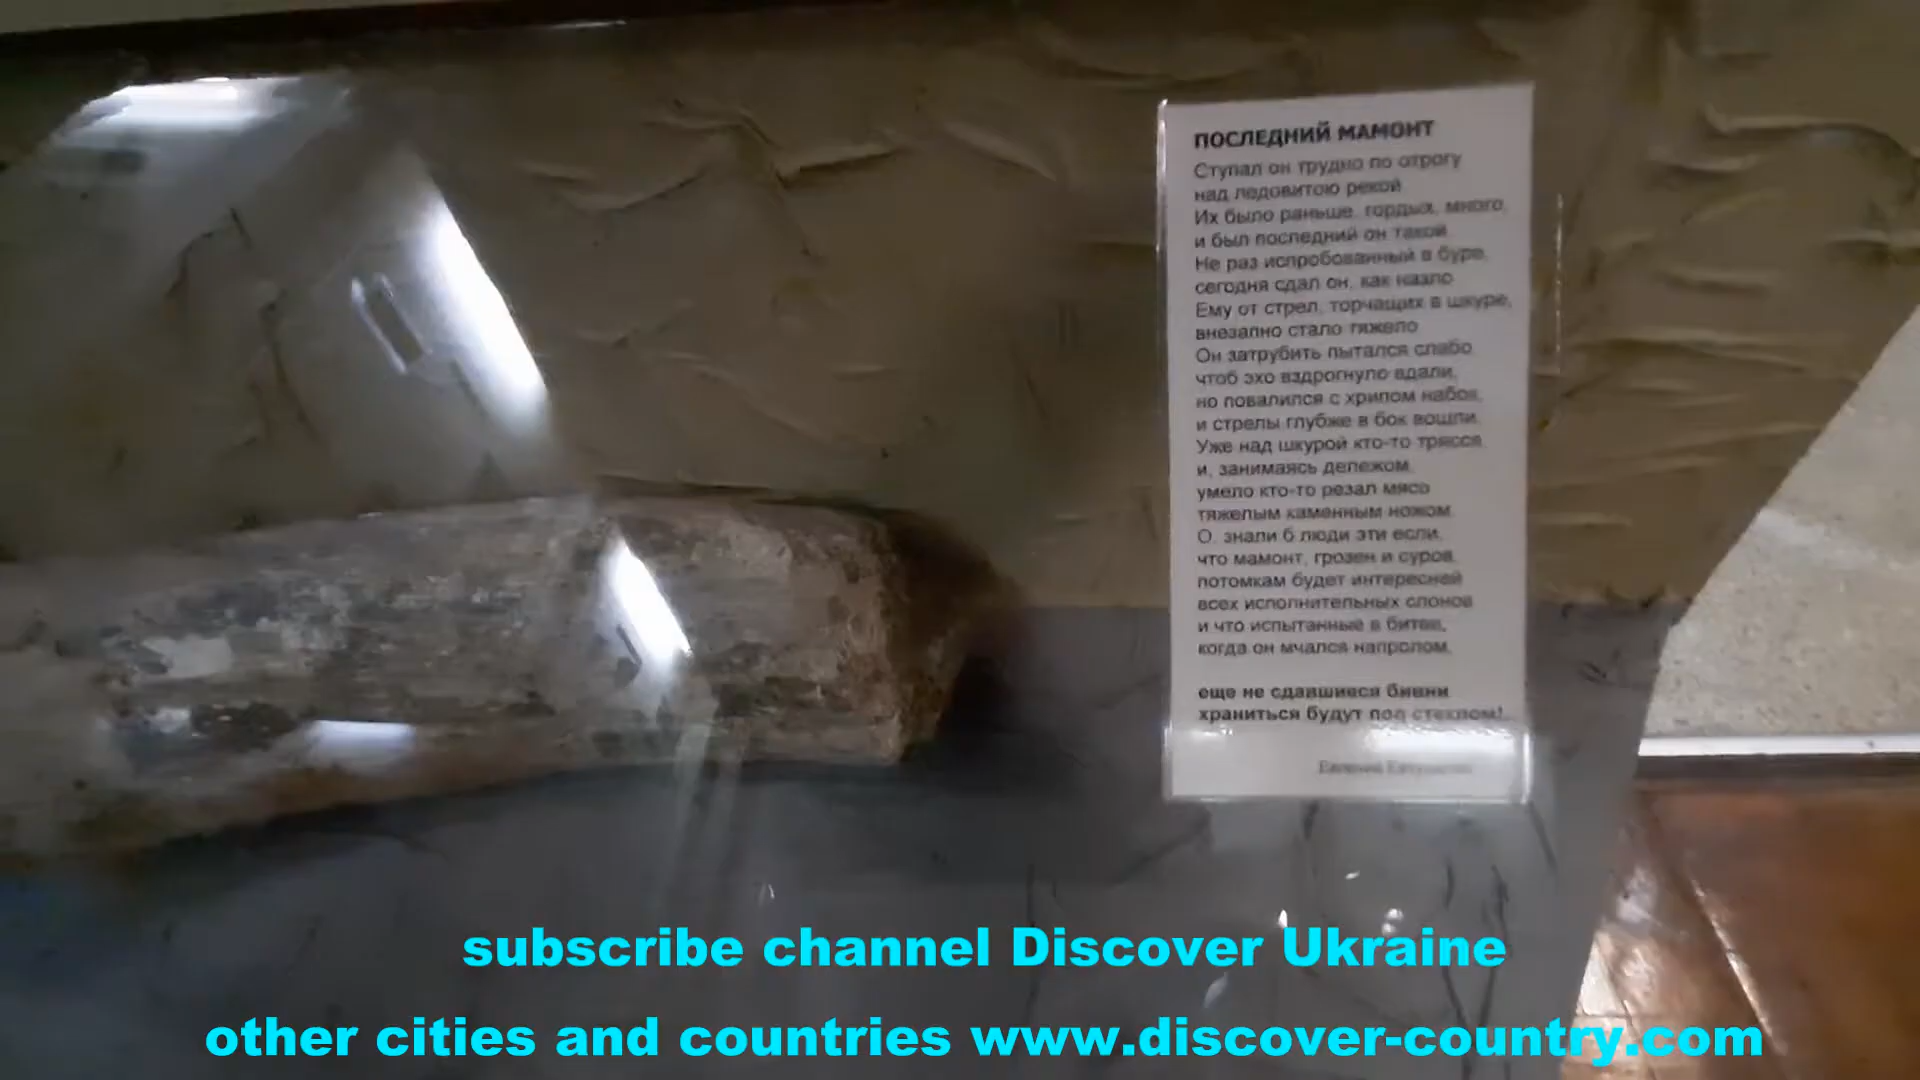 ПОСЛЕДНИЙ МАМОНТ
Ступал он трудно по отрогу
над ледовитою рекой
Их было раньше, гордых, много,
и был последний он такой
Не раз испробованный в буре,
сегодня сдал он, как назло
Ему от стрел, торчащих в шкуре,
внезапно стало тяжело
Он затрубить пытался слабо
чтоб эхо вздрогнуло вдали,
но повалился с хрипом набок,
и стрелы глубже в бок вошли
Уже над шкурой кто-то трясся
и, занимаясь дележом,
умело кто-то резал мясо
тяжелым каменным ножом
О, знали б люди эти если,
что мамонт, грозен и суров,
потомкам будет интересней
всех исполнительных слонов
и что испытанные в битве,
когда он мчался напролом,
еще не сдавшиеся бивни
храниться будут под стеклом!
Евгений Евтушенко
subscribe channel Discover Ukraine
other cities and countries www.discover-country.com